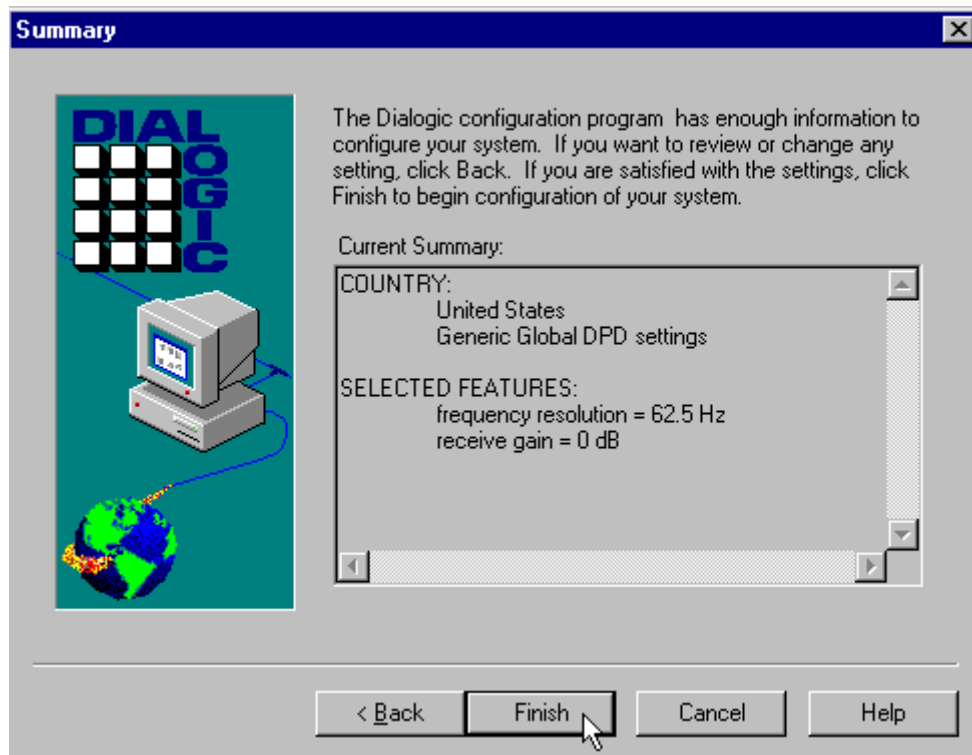 Summary
DIALOGIC
The Dialogic configuration program has enough information to
configure your system. If you want to review or change any
setting, click Back. If you are satisfied with the settings, click
Finish to begin configuration of your system.
Current Summary:
COUNTRY:
United States
Generic Global DPD settings
SELECTED FEATURES:
frequency resolution = 62.5 Hz
receive gain = 0 dB
< Back
Finish
Cancel
Help